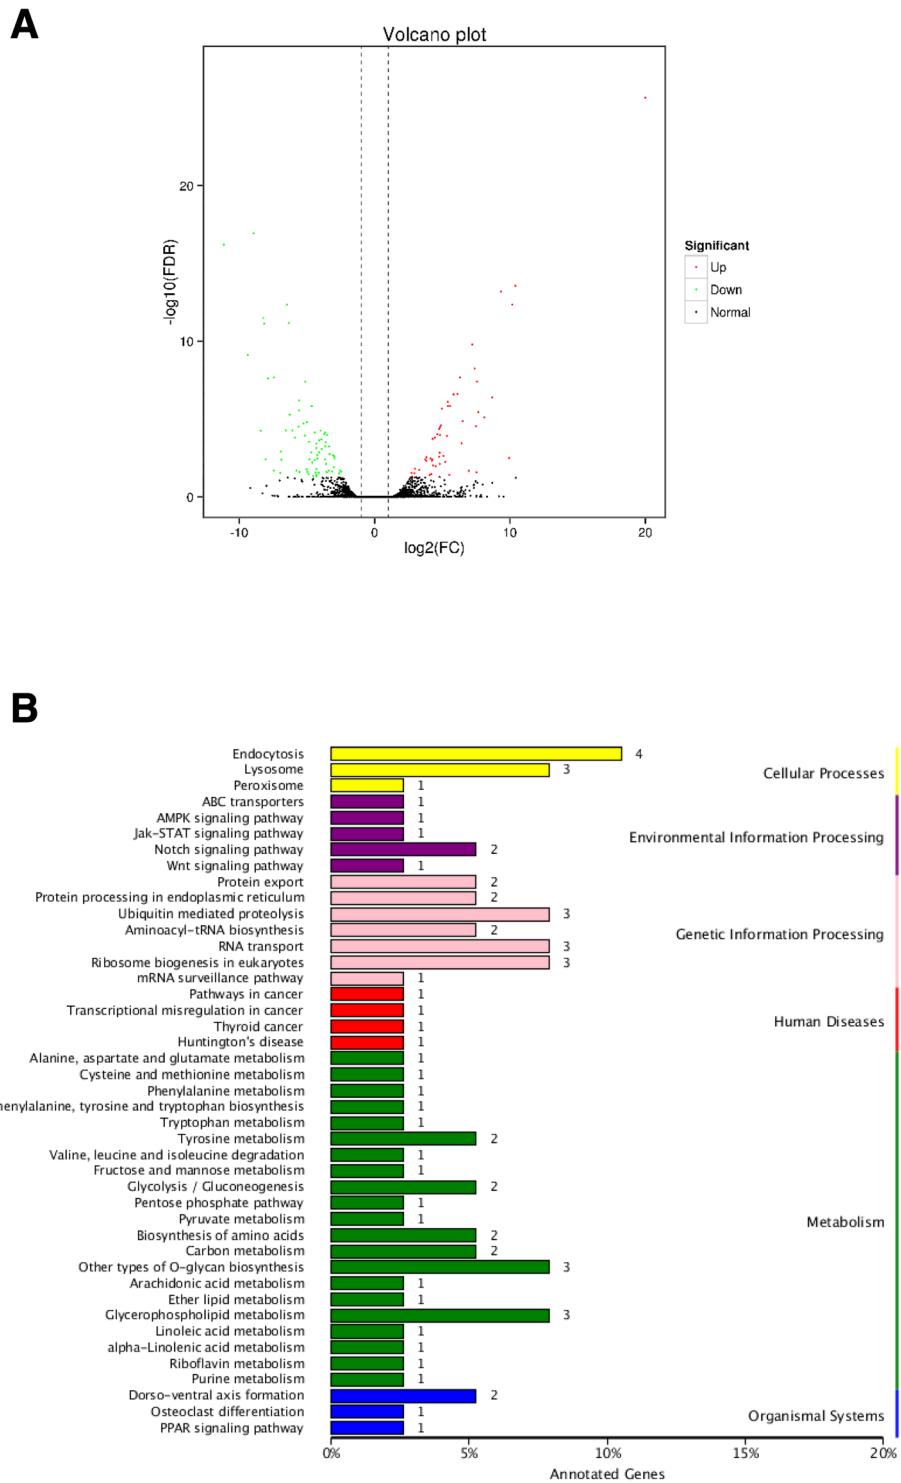 A
Volcano plot
-log10(FDR)
20
10
0
-10
0
10
20
log2(FC)
Significant
Up
Down
Normal
B
Endocytosis 4
Lysosome 3
Peroxisome 1
Cellular Processes
ABC transporters 1
AMPK signaling pathway 1
Jak-STAT signaling pathway 1
Notch signaling pathway 2
Wnt signaling pathway 1
Environmental Information Processing
Protein export 2
Protein processing in endoplasmic reticulum 2
Ubiquitin mediated proteolysis 3
Aminoacyl-tRNA biosynthesis 2
RNA transport 3
Ribosome biogenesis in eukaryotes 3
mRNA surveillance pathway 1
Genetic Information Processing
Pathways in cancer 1
Transcriptional misregulation in cancer 1
Thyroid cancer 1
Huntington's disease 1
Human Diseases
Alanine, aspartate and glutamate metabolism 1
Cysteine and methionine metabolism 1
Phenylalanine metabolism 1
henylalanine, tyrosine and tryptophan biosynthesis 1
Tryptophan metabolism 1
Tyrosine metabolism 2
Valine, leucine and isoleucine degradation 1
Fructose and mannose metabolism 1
Glycolysis / Gluconeogenesis 2
Pentose phosphate pathway 1
Pyruvate metabolism 1
Biosynthesis of amino acids 2
Carbon metabolism 2
Other types of O-glycan biosynthesis 3
Arachidonic acid metabolism 1
Ether lipid metabolism 1
Glycerophospholipid metabolism 3
Linoleic acid metabolism 1
alpha-Linolenic acid metabolism 1
Riboflavin metabolism 1
Purine metabolism 1
Metabolism
Dorso-ventral axis formation 2
Osteoclast differentiation 1
PPAR signaling pathway 1
Organismal Systems
0%
5%
10%
15%
20%
Annotated Genes